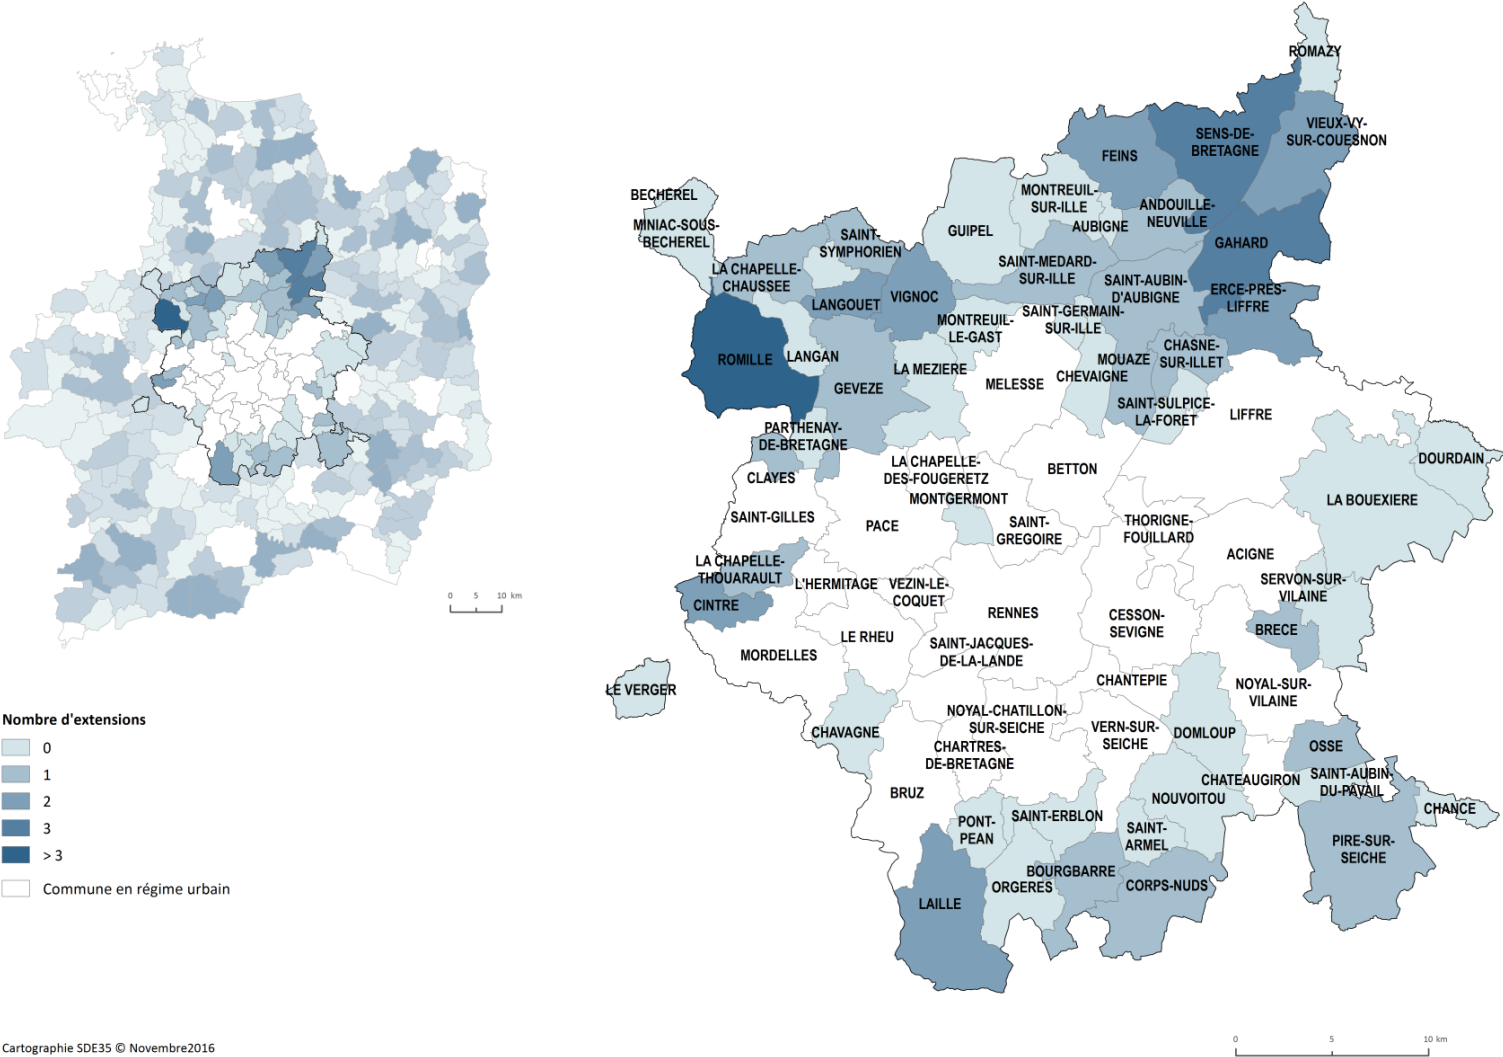 ROMAZY
VIEUX-VY-
SUR-COUESNON
SENS-DE-
BRETAGNE
FEINS
BECHEREL
MONTREUIL-
SUR-ILLE
ANDOUILLE-
NEUVILLE
MINIAC-SOUS-
BECHEREL
SAINT-
SYMPHORIEN
GUIPEL
AUBIGNE
GAHARD
LA CHAPELLE-
CHAUSSEE
SAINT-MEDARD-
SUR-ILLE
SAINT-AUBIN-
D'AUBIGNE
ERCE-PRES-
LIFFRE
LANGOUET
VIGNOC
MONTREUIL-
LE-GAST
SAINT-GERMAIN-
SUR-ILLE
ROMILLE
LANGAN
LA MEZIERE
MOUAZE
CHASNE-
SUR-ILLET
GEVEZE
MELESSE
CHEVAIGNE
SAINT-SULPICE-
LA-FORET
LIFFRE
PARTHENAY-
DE-BRETAGNE
CLAYES
LA CHAPELLE-
DES-FOUGERETZ
BETTON
DOURDAIN
MONTGERMONT
LA BOUEXIERE
SAINT-GILLES
PACE
SAINT-
GREGOIRE
THORIGNE-
FOUILLARD
ACIGNE
LA CHAPELLE-
THOUARAULT
L'HERMITAGE
VEZIN-LE-
COQUET
SERVON-SUR-
VILAINE
CINTRE
RENNES
CESSON-
SEVIGNE
BRECE
LE RHEU
SAINT-JACQUES-
DE-LA-LANDE
MORDELLES
LE VERGER
CHANTEPIE
NOYAL-SUR-
VILAINE
CHAVAGNE
NOYAL-CHATILLON-
SUR-SEICHE
VERN-SUR-
SEICHE
DOMLOUP
OSSE
CHARTRES-
DE-BRETAGNE
CHATEAUGIRON
SAINT-AUBIN-
DU-PAVAIL
BRUZ
NOUVOITOU
CHANCE
PONT-
PEAN
SAINT-ERBLON
SAINT-
ARMEL
PIRE-SUR-
SEICHE
BOURGBARRE
ORGERES
CORPS-NUDS
LAILLE
0 5 10 km
Nombre d'extensions
0
1
2
3
> 3
Commune en régime urbain
Cartographie SDE35 © Novembre2016
0 5 10 km